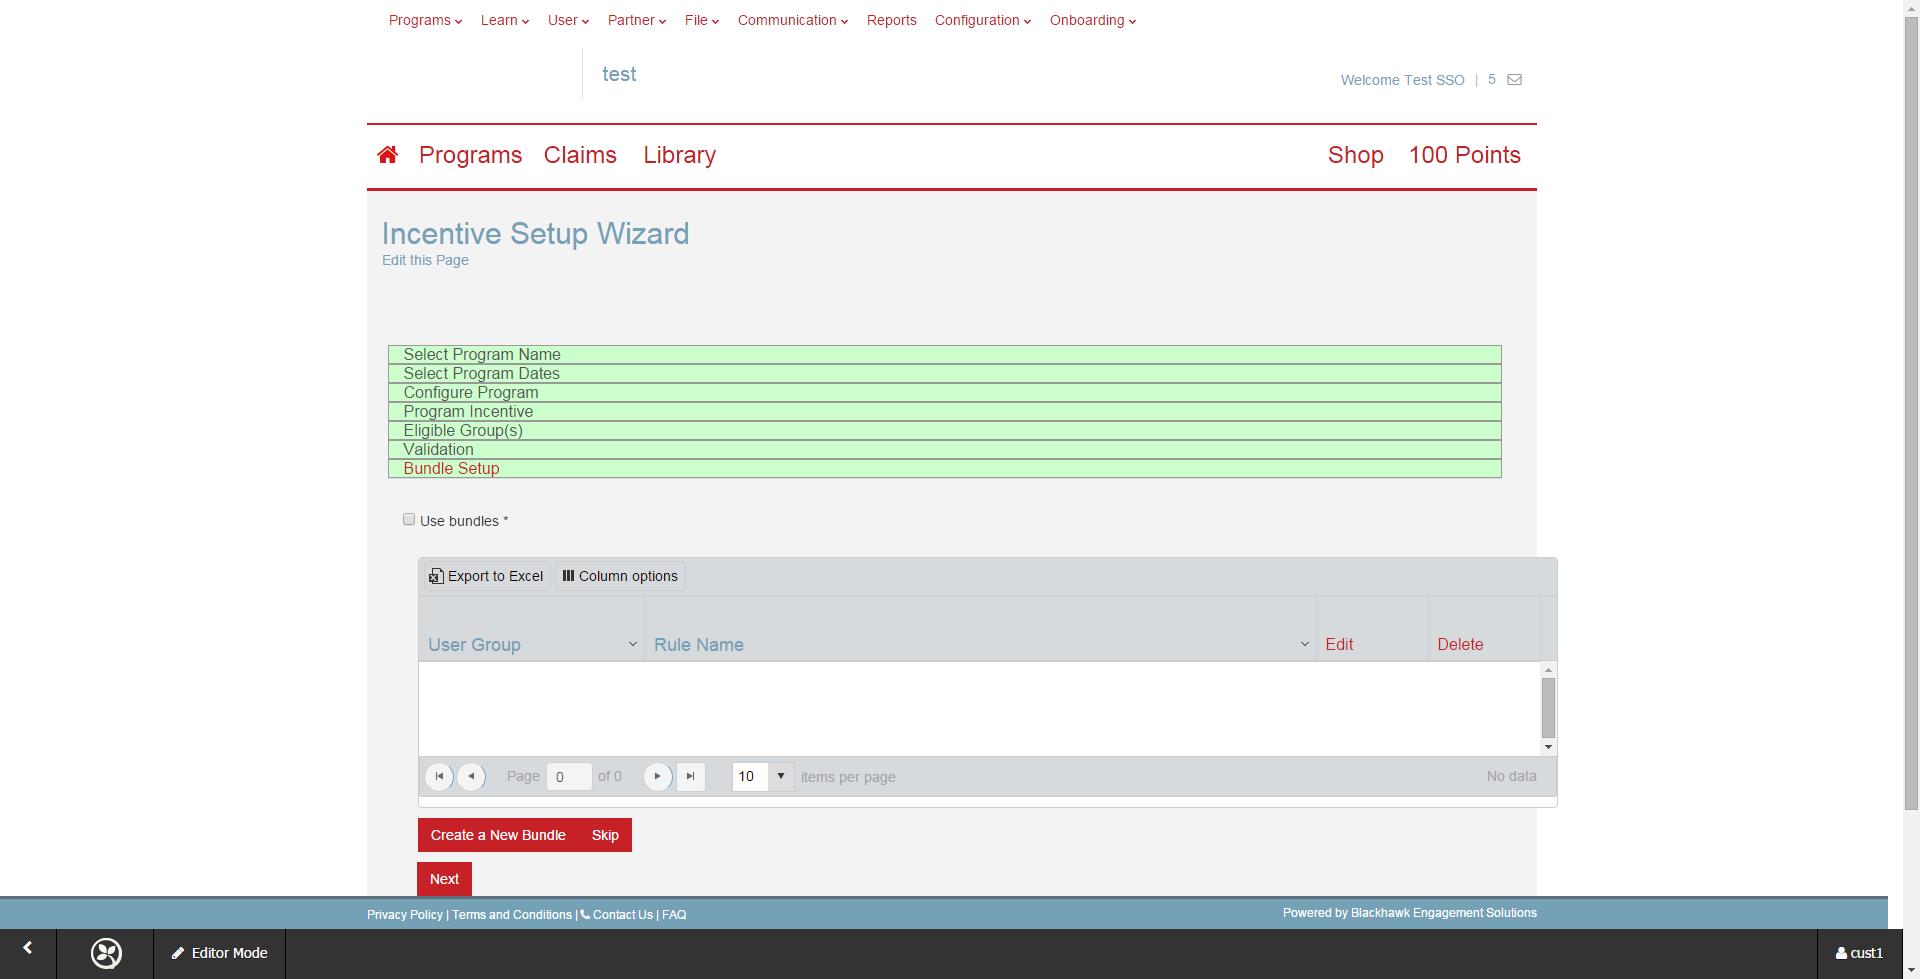 Programs Learn User Partner File Communication Reports Configuration Onboarding
test
Welcome Test SSO | 5
Programs Claims Library Shop 100 Points
Incentive Setup Wizard
Edit this Page
Select Program Name
Select Program Dates
Configure Program
Program Incentive
Eligible Group(s)
Validation
Bundle Setup
Use bundles *
Export to Excel Column options
User Group Rule Name Edit Delete
Page 0 of 0 10 items per page No data
Create a New Bundle Skip
Next
Privacy Policy | Terms and Conditions | Contact Us | FAQ Powered by Blackhawk Engagement Solutions
Editor Mode cust1